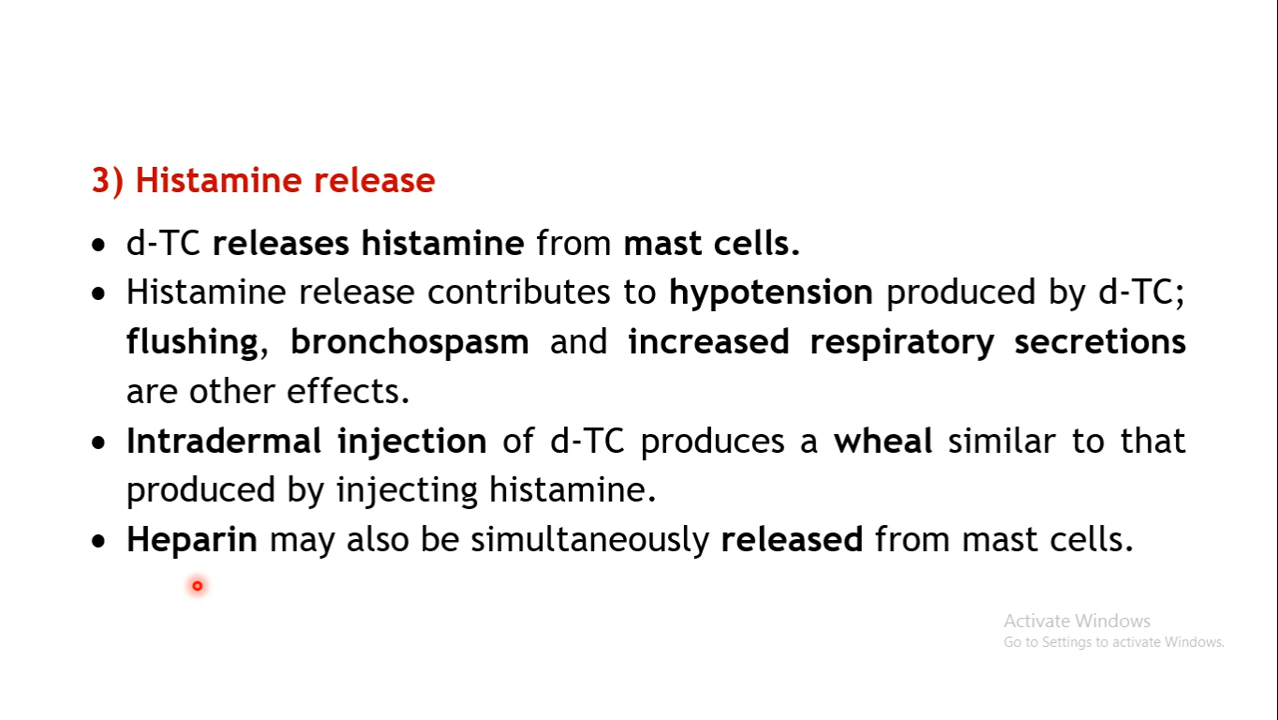 3) Histamine release
• d-TC releases histamine from mast cells.
• Histamine release contributes to hypotension produced by d-TC;
flushing, bronchospasm and increased respiratory secretions
are other effects.
• Intradermal injection of d-TC produces a wheal similar to that
produced by injecting histamine.
• Heparin may also be simultaneously released from mast cells.
Activate Windows
Go to Settings to activate Windows.